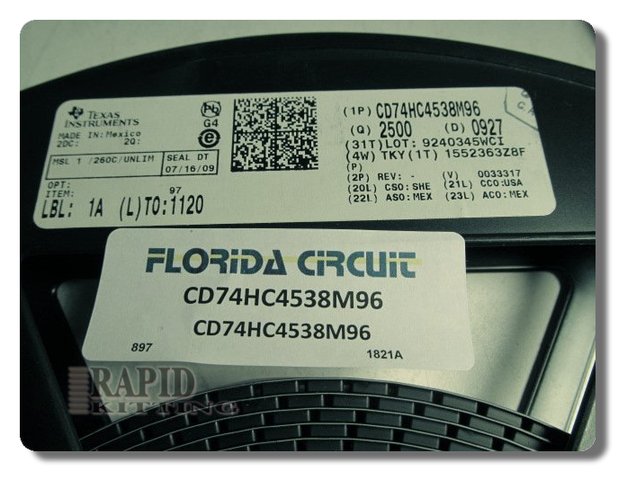 TEXAS
INSTRUMENTS
MADE IN: Mexico
2DC: 2Q:
Pb
G4
e
MSL 1 /260C/UNLIM
SEAL DT
07/16/09
OPT:
ITEM:
97
LBL: 1A (L)TO:1120
(1P) CD74HC4538M96
(Q) 2500 (D) 0927
(31T)LOT: 9240345WCI
(4W) TKY(1T) 1552363Z8F
(P)
(2P) REV: - (V) 0033317
(20L) CSO:SHE (21L) CCO:USA
(22L) ASO:MEX (23L) ACO:MEX
FLORIDA CIRCUIT
CD74HC4538M96
CD74HC4538M96
897 1821A
RAPID
KITTING